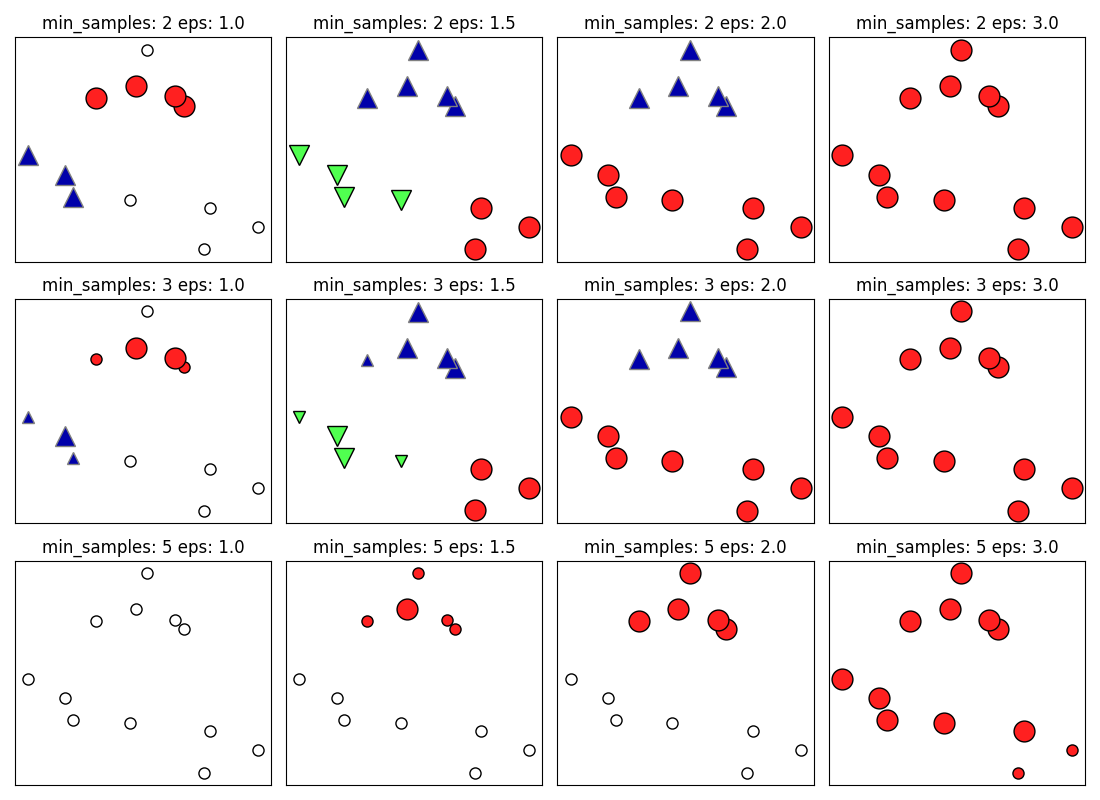 min_samples: 2 eps: 1.0
min_samples: 2 eps: 1.5
min_samples: 2 eps: 2.0
min_samples: 2 eps: 3.0
min_samples: 3 eps: 1.0
min_samples: 3 eps: 1.5
min_samples: 3 eps: 2.0
min_samples: 3 eps: 3.0
min_samples: 5 eps: 1.0
min_samples: 5 eps: 1.5
min_samples: 5 eps: 2.0
min_samples: 5 eps: 3.0